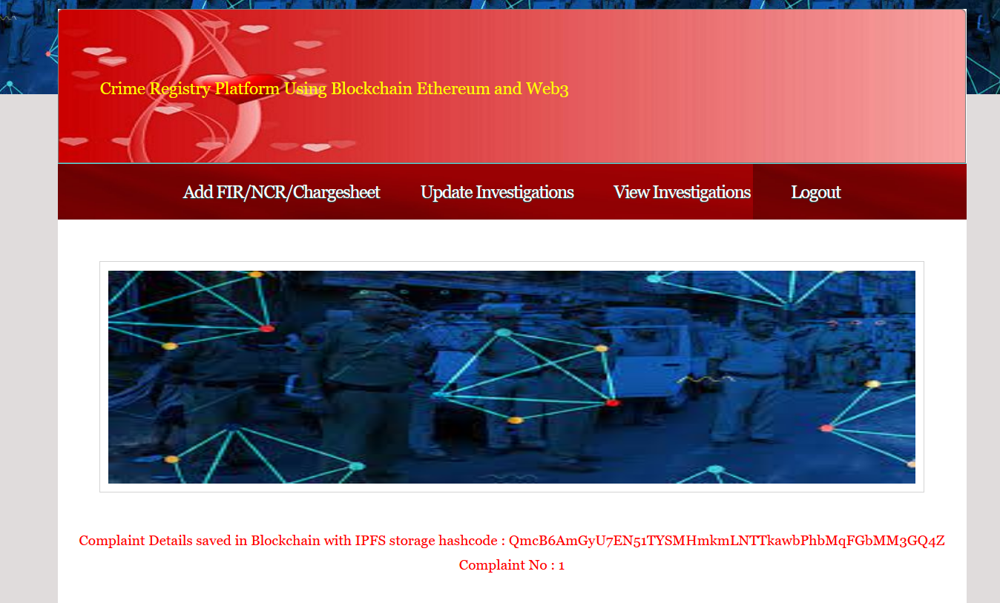 Crime Registry Platform Using Blockchain Ethereum and Web3
Add FIR/NCR/Chargesheet Update Investigations View Investigations Logout
Complaint Details saved in Blockchain with IPFS storage hashcode : QmcB6AmGyU7EN51TYSMHmkmLNTTkawbPhbMqFGbMM3GQ4Z
Complaint No : 1